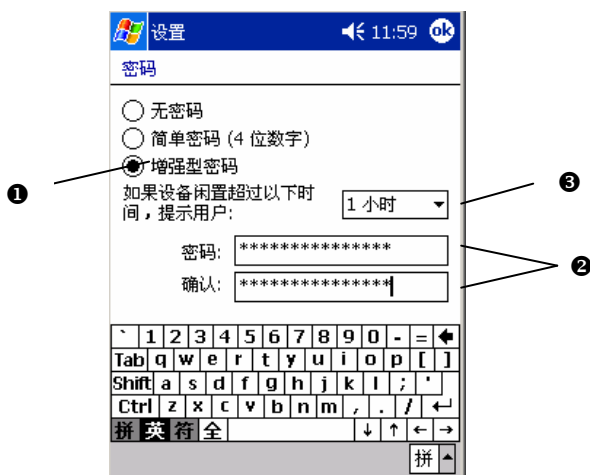 设置 11:59 ok
密码
无密码
简单密码 (4 位数字)
增强型密码
❶
如果设备闲置超过以下时
间，提示用户:
1 小时
❸
密码: ***************
确认: ***************
❷
` 1 2 3 4 5 6 7 8 9 0 - =
Tab q w e r t y u i o p [ ]
Shift a s d f g h j k l ; '
Ctrl z x c v b n m , . /
拼 英 符 全 ↓ ↑ ← →
拼